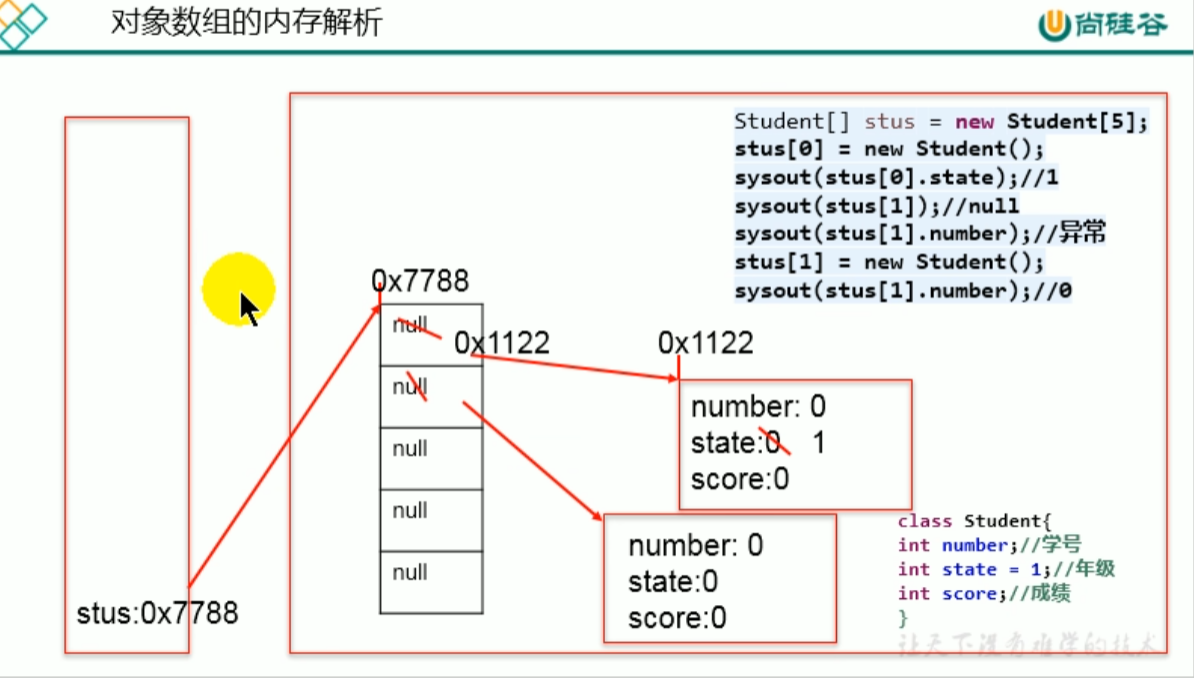 对象数组的内存解析
尚硅谷
Student[] stus = new Student[5];
stus[0] = new Student();
sysout(stus[0].state);//1
sysout(stus[1]);//null
sysout(stus[1].number);//异常
stus[1] = new Student();
sysout(stus[1].number);//0
0x7788
null
0x1122
0x1122
null
null
null
null
number: 0
state:0 1
score:0
number: 0
state:0
score:0
stus:0x7788
class Student{
int number;//学号
int state = 1;//年级
int score;//成绩
}
让天下没有难学的技术